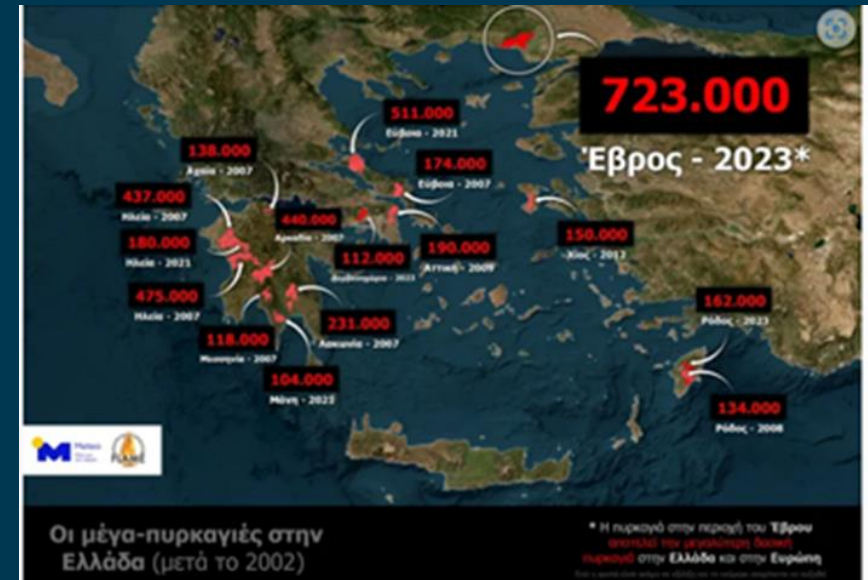 723.000
Έβρος - 2023*
511.000
Εύβοια - 2021
138.000
Αχαΐα - 2007
174.000
Εύβοια - 2007
437.000
Ηλεία - 2007
440.000
Αρκαδία - 2007
180.000
Ηλεία - 2021
112.000
190.000
Αττική - 2009
150.000
Χίος - 2012
475.000
Ηλεία - 2007
162.000
Ρόδος - 2023
118.000
Μεσσηνία - 2007
231.000
Λακωνία - 2007
104.000
Μάνη - 2021
134.000
Ρόδος - 2008
Meteo
FLAME
Οι μέγα-πυρκαγιές στην
Ελλάδα (μετά το 2002)
* Η πυρκαγιά στην περιοχή του Έβρου
αποτελεί την μεγαλύτερη δασική
πυρκαγιά στην Ελλάδα και στην Ευρώπη